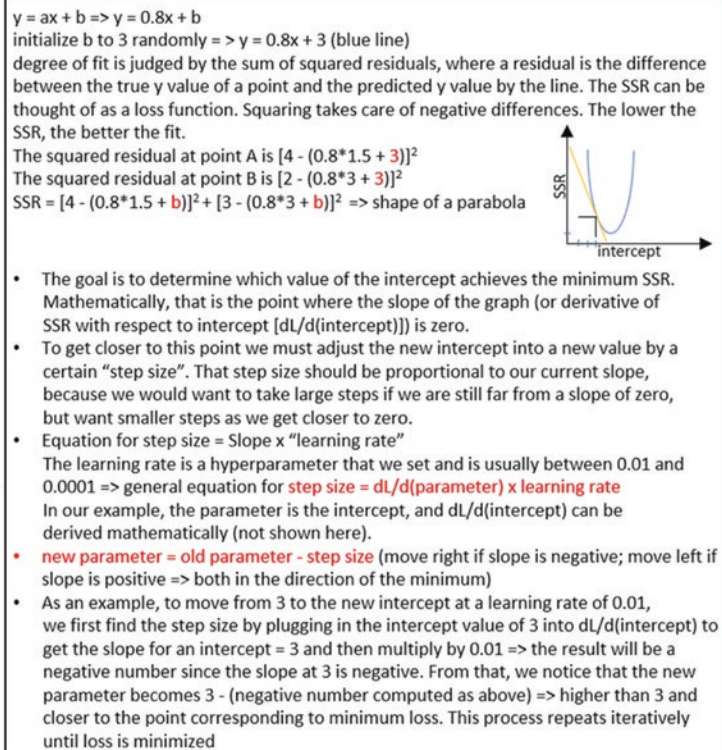 y = ax + b => y = 0.8x + b
initialize b to 3 randomly = > y = 0.8x + 3 (blue line)
degree of fit is judged by the sum of squared residuals, where a residual is the difference
between the true y value of a point and the predicted y value by the line. The SSR can be
thought of as a loss function. Squaring takes care of negative differences. The lower the
SSR, the better the fit.
The squared residual at point A is [4 - (0.8*1.5 + 3)]²
The squared residual at point B is [2 - (0.8*3 + 3)]²
SSR = [4 - (0.8*1.5 + b)]² + [3 - (0.8*3 + b)]² => shape of a parabola
SSR
intercept
• The goal is to determine which value of the intercept achieves the minimum SSR.
Mathematically, that is the point where the slope of the graph (or derivative of
SSR with respect to intercept [dL/d(intercept)]) is zero.
• To get closer to this point we must adjust the new intercept into a new value by a
certain “step size”. That step size should be proportional to our current slope,
because we would want to take large steps if we are still far from a slope of zero,
but want smaller steps as we get closer to zero.
• Equation for step size = Slope x “learning rate”
The learning rate is a hyperparameter that we set and is usually between 0.01 and
0.0001 => general equation for step size = dL/d(parameter) x learning rate
In our example, the parameter is the intercept, and dL/d(intercept) can be
derived mathematically (not shown here).
• new parameter = old parameter - step size (move right if slope is negative; move left if
slope is positive => both in the direction of the minimum)
• As an example, to move from 3 to the new intercept at a learning rate of 0.01,
we first find the step size by plugging in the intercept value of 3 into dL/d(intercept) to
get the slope for an intercept = 3 and then multiply by 0.01 => the result will be a
negative number since the slope at 3 is negative. From that, we notice that the new
parameter becomes 3 - (negative number computed as above) => higher than 3 and
closer to the point corresponding to minimum loss. This process repeats iteratively
until loss is minimized